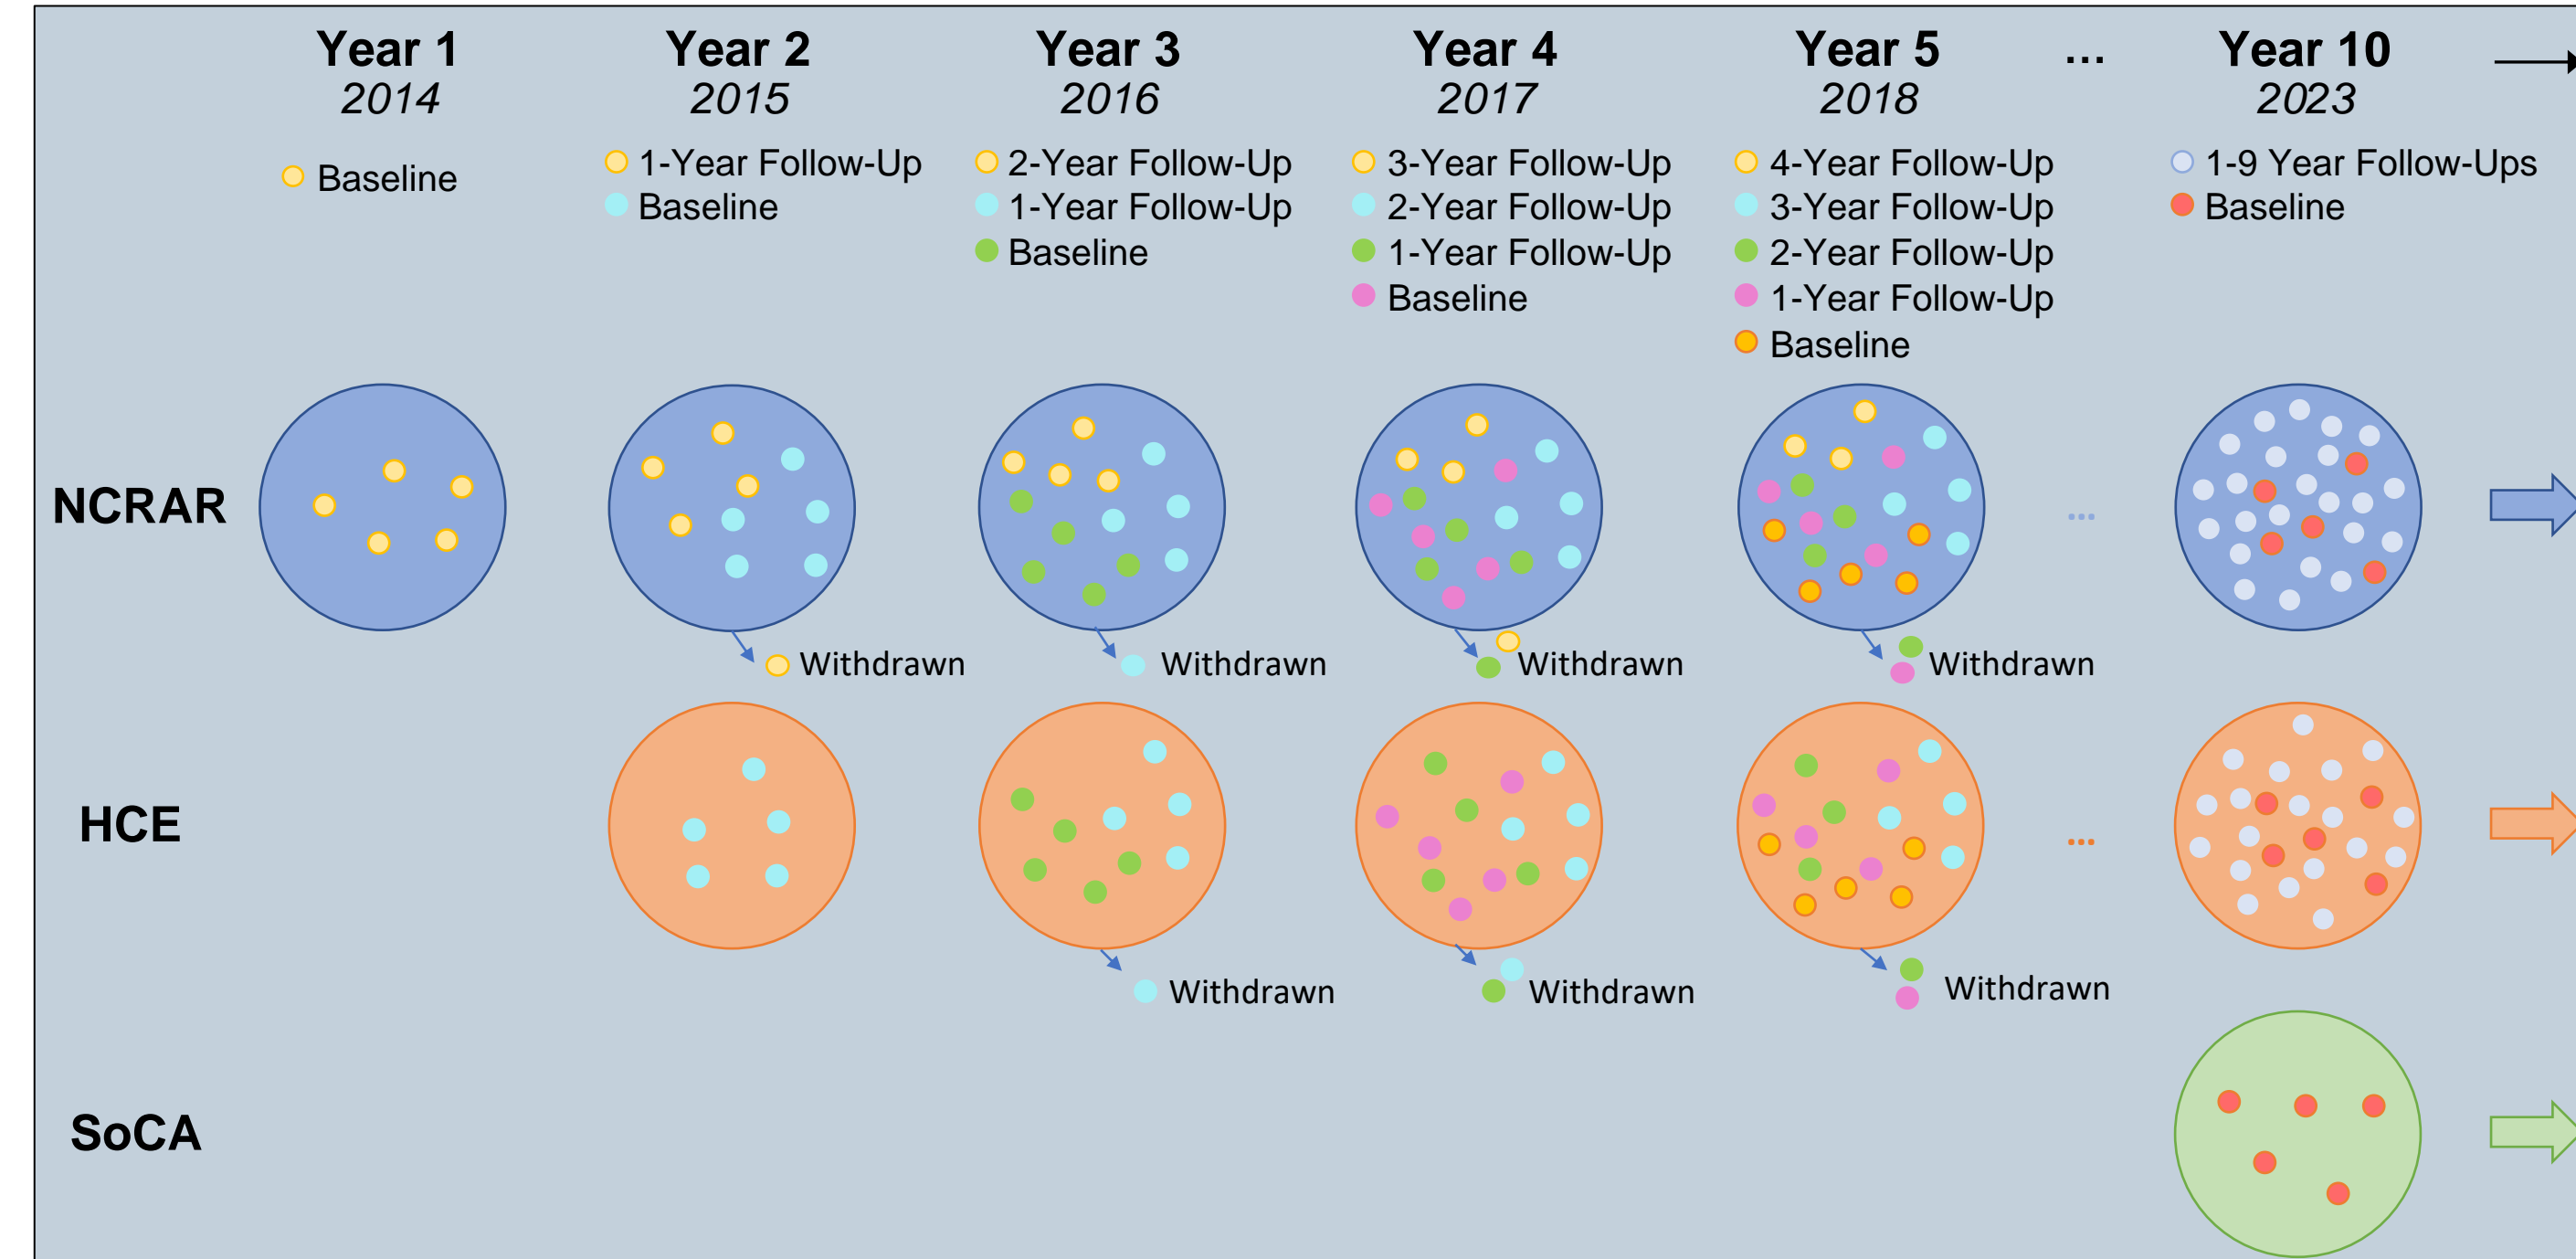 Year 1
2014
Baseline
Year 2
2015
1-Year Follow-Up
Baseline
Year 3
2016
2-Year Follow-Up
1-Year Follow-Up
Baseline
Year 4
2017
3-Year Follow-Up
2-Year Follow-Up
1-Year Follow-Up
Baseline
Year 5
2018
4-Year Follow-Up
3-Year Follow-Up
2-Year Follow-Up
1-Year Follow-Up
Baseline
...
Year 10
2023
1-9 Year Follow-Ups
Baseline
NCRAR
...
Withdrawn
Withdrawn
Withdrawn
Withdrawn
HCE
...
Withdrawn
Withdrawn
Withdrawn
SoCA